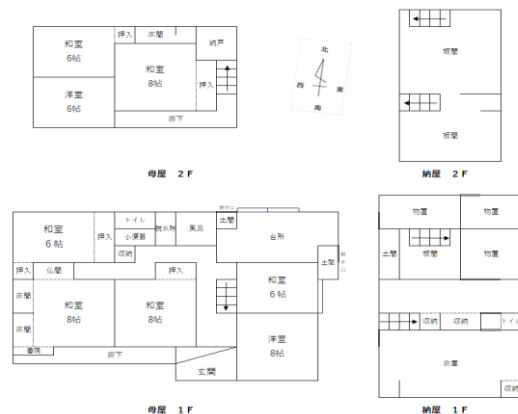 和室
6帖
押入
床間
納戸
和室
8帖
洋室
6帖
押入
廊下
母屋 2F
北
西
東
南
板間
板間
納屋 2F
和室
6帖
押入
トイレ
小便器
収納
脱衣所
風呂
土間
台所
土間
押入
仏間
押入
床間
和室
8帖
和室
8帖
和室
6帖
床間
書院
廊下
玄関
洋室
8帖
母屋 1F
物置
物置
土間
板間
物置
収納
収納
トイレ
倉庫
収納
納屋 1F